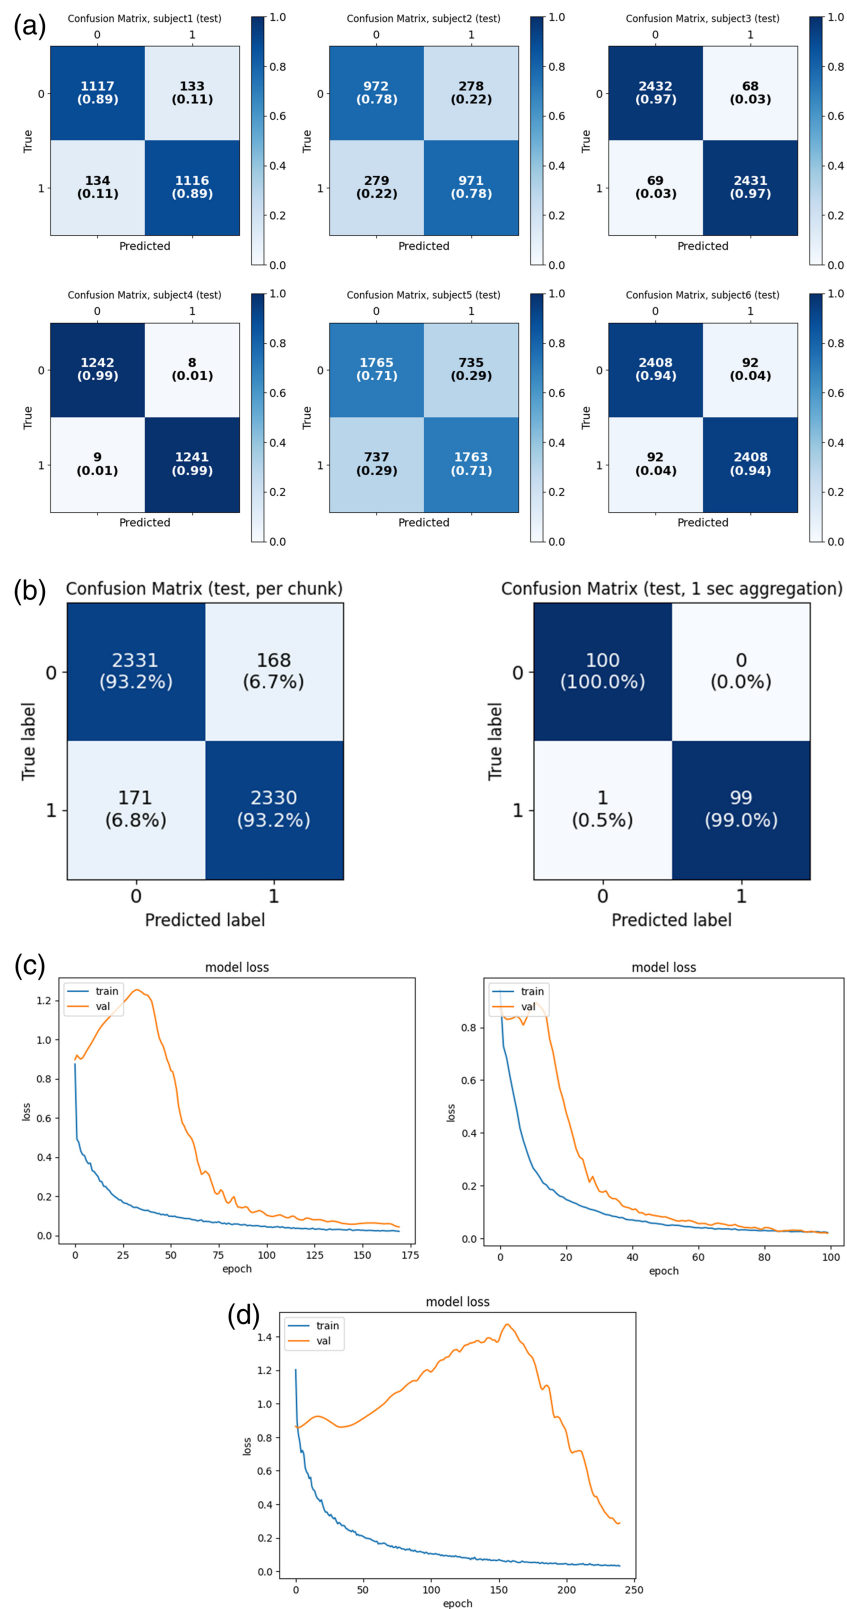 (a)
Confusion Matrix, subject1 (test)
0 1
0 1117 (0.89) 133 (0.11)
1 134 (0.11) 1116 (0.89)
True
Predicted
1.0
0.8
0.6
0.4
0.2
0.0
Confusion Matrix, subject2 (test)
0 1
0 972 (0.78) 278 (0.22)
1 279 (0.22) 971 (0.78)
True
Predicted
1.0
0.8
0.6
0.4
0.2
0.0
Confusion Matrix, subject3 (test)
0 1
0 2432 (0.97) 68 (0.03)
1 69 (0.03) 2431 (0.97)
True
Predicted
1.0
0.8
0.6
0.4
0.2
0.0
Confusion Matrix, subject4 (test)
0 1
0 1242 (0.99) 8 (0.01)
1 9 (0.01) 1241 (0.99)
True
Predicted
1.0
0.8
0.6
0.4
0.2
0.0
Confusion Matrix, subject5 (test)
0 1
0 1765 (0.71) 735 (0.29)
1 737 (0.29) 1763 (0.71)
True
Predicted
1.0
0.8
0.6
0.4
0.2
0.0
Confusion Matrix, subject6 (test)
0 1
0 2408 (0.94) 92 (0.04)
1 92 (0.04) 2408 (0.94)
True
Predicted
1.0
0.8
0.6
0.4
0.2
0.0
(b)
Confusion Matrix (test, per chunk)
0 2331 (93.2%) 168 (6.7%)
1 171 (6.8%) 2330 (93.2%)
True label
0 1
Predicted label
Confusion Matrix (test, 1 sec aggregation)
0 100 (100.0%) 0 (0.0%)
1 1 (0.5%) 99 (99.0%)
True label
0 1
Predicted label
(c)
model loss
train
val
1.2
1.0
0.8
0.6
0.4
0.2
0.0
loss
0 25 50 75 100 125 150 175
epoch
model loss
train
val
0.8
0.6
0.4
0.2
0.0
loss
0 20 40 60 80 100
epoch
(d)
model loss
train
val
1.4
1.2
1.0
0.8
0.6
0.4
0.2
0.0
loss
0 50 100 150 200 250
epoch